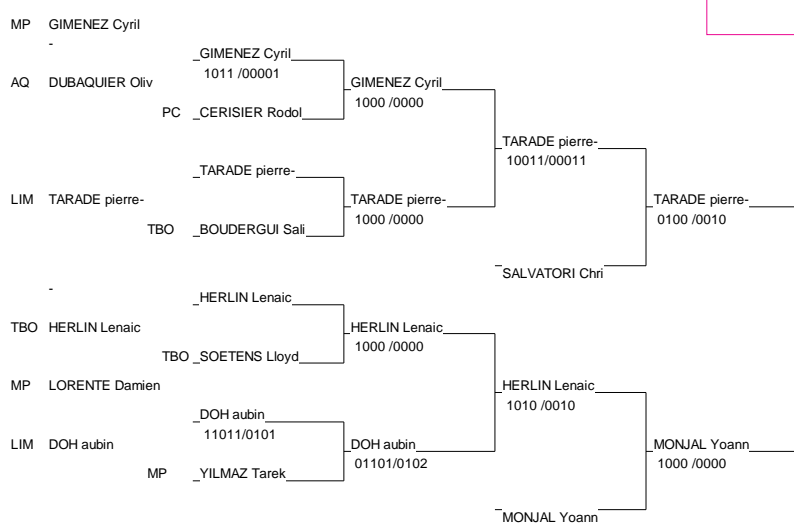 MP GIMENEZ Cyril
-
_GIMENEZ Cyril
1011 /00001
AQ DUBAQUIER Oliv
GIMENEZ Cyril
1000 /0000
PC _CERISIER Rodol
TARADE pierre-
10011/00011
_TARADE pierre-
LIM TARADE pierre-
TARADE pierre-
1000 /0000
TARADE pierre-
0100 /0010
TBO _BOUDERGUI Sali
SALVATORI Chri
-
_HERLIN Lenaic
TBO HERLIN Lenaic
HERLIN Lenaic
1000 /0000
TBO _SOETENS Lloyd
MP LORENTE Damien
HERLIN Lenaic
1010 /0010
_DOH aubin
11011/0101
LIM DOH aubin
DOH aubin
01101/0102
MONJAL Yoann
1000 /0000
MP _YILMAZ Tarek
MONJAL Yoann